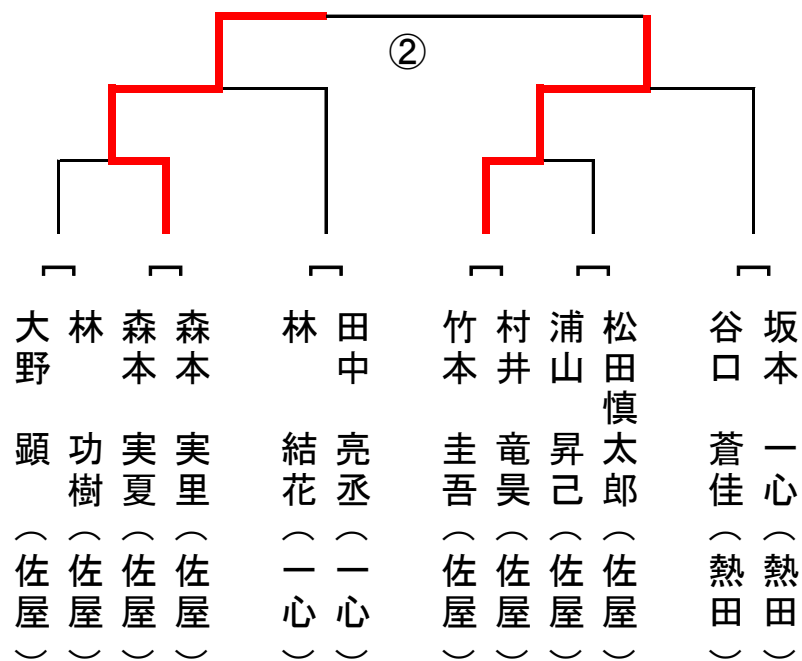 ②
大野 顕（佐屋）
林 功樹（佐屋）
森本 実夏（佐屋）
森本 実里（佐屋）
林 結花（一心）
田中 亮丞（一心）
竹本 圭吾（佐屋）
村井 竜昊（佐屋）
浦山 昇己（佐屋）
松田慎太郎（佐屋）
谷口 蒼佳（熱田）
坂本 一心（熱田）